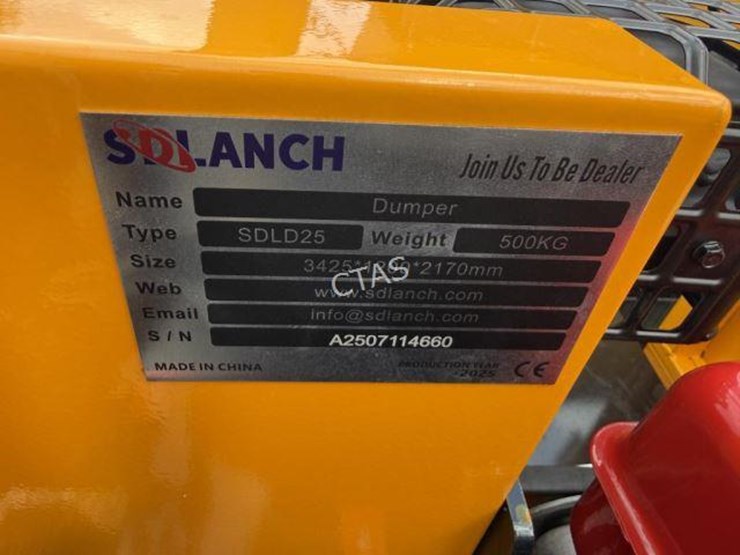 SDLANCH
Join Us To Be Dealer
Name Dumper
Type SDLD25 Weight 500KG
Size 3425*1290*2170mm
CTAS
Web www.sdlanch.com
Email info@sdlanch.com
S / N A2507114660
MADE IN CHINA PRODUCTION YEAR CE
-2025